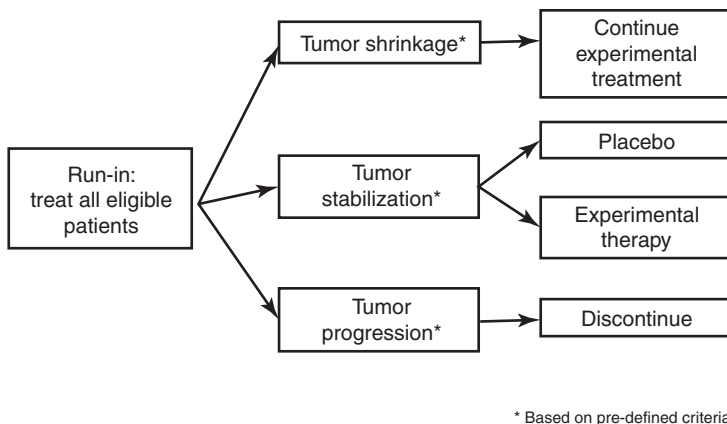 Tumor shrinkage*
Continue
experimental
treatment
Run-in:
treat all eligible
patients
Tumor
stabilization*
Placebo
Experimental
therapy
Tumor
progression*
Discontinue
* Based on pre-defined criteria